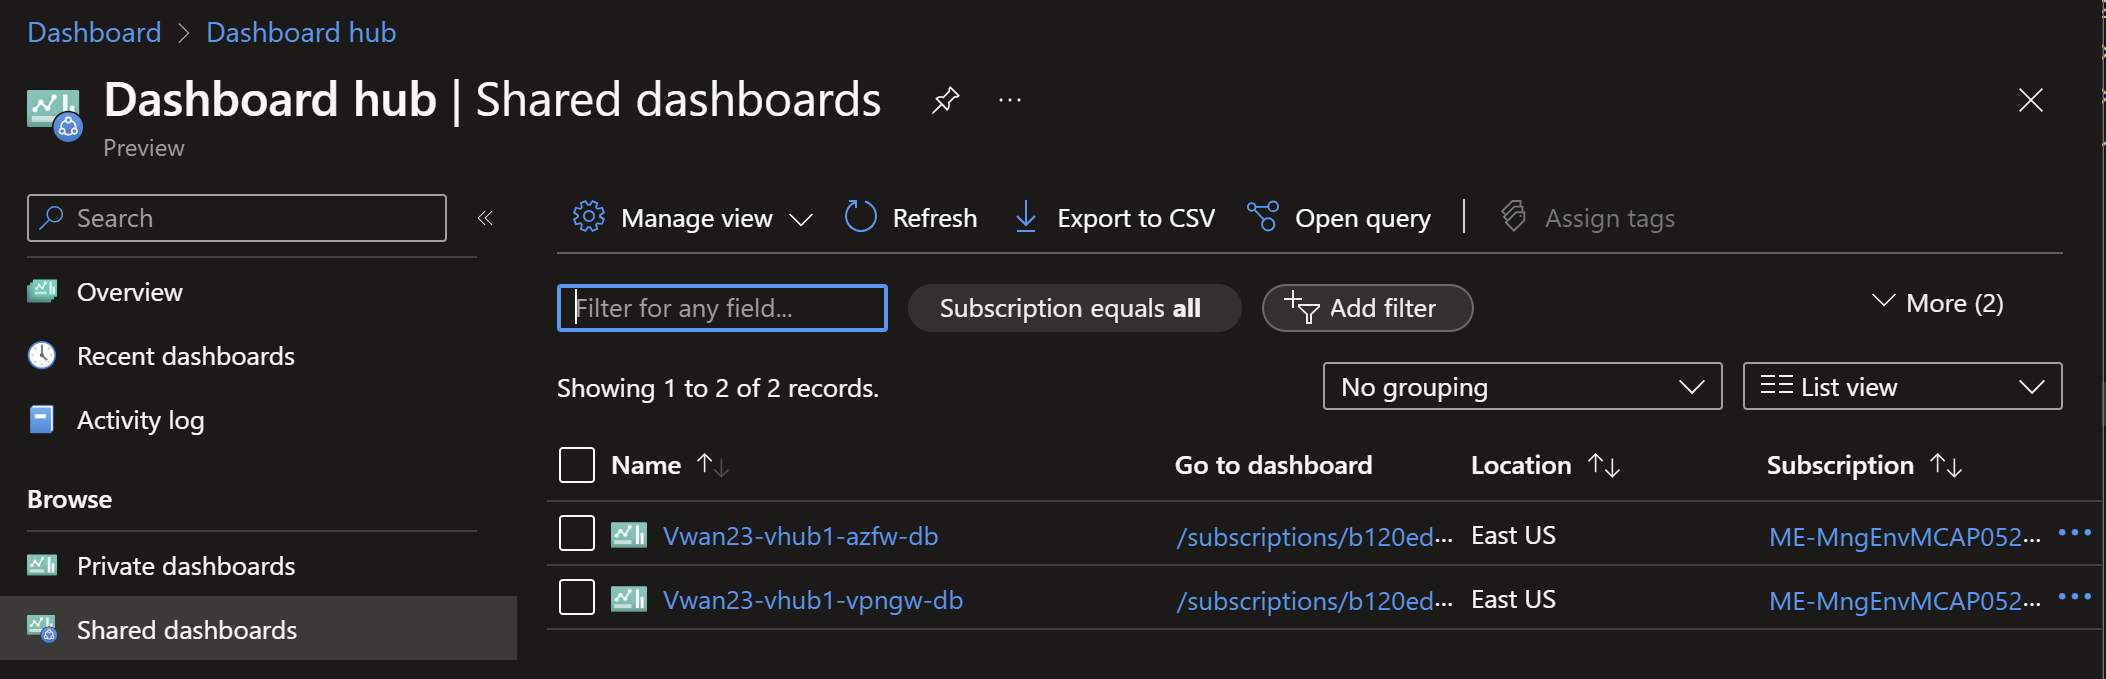 Dashboard > Dashboard hub
Dashboard hub | Shared dashboards ...
Preview
Search «
Overview
Recent dashboards
Activity log
Browse
Private dashboards
Shared dashboards
Manage view Refresh Export to CSV Open query | Assign tags
Filter for any field... Subscription equals all Add filter More (2)
Showing 1 to 2 of 2 records. No grouping List view
Name Go to dashboard Location Subscription
Vwan23-vhub1-azfw-db /subscriptions/b120ed... East US ME-MngEnvMCAP052... ...
Vwan23-vhub1-vpngw-db /subscriptions/b120ed... East US ME-MngEnvMCAP052... ...